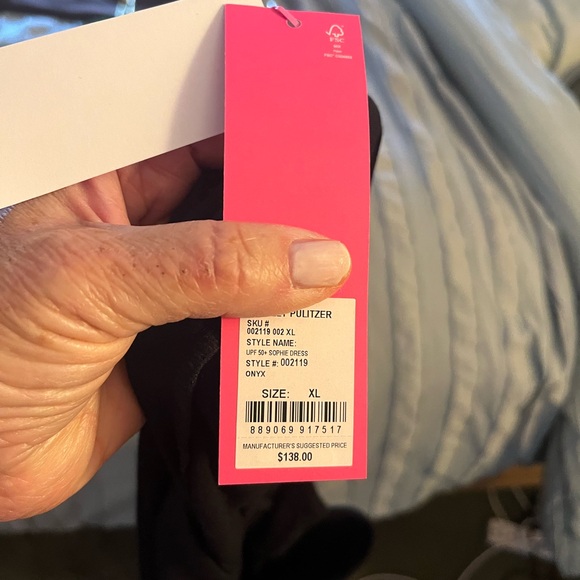 FSC
PULITZER
SKU #
002119 002 XL
STYLE NAME:
UPF 50+ SOPHIE DRESS
STYLE #: 002119
ONYX
SIZE: XL
889069 917517
MANUFACTURER'S SUGGESTED PRICE
$138.00